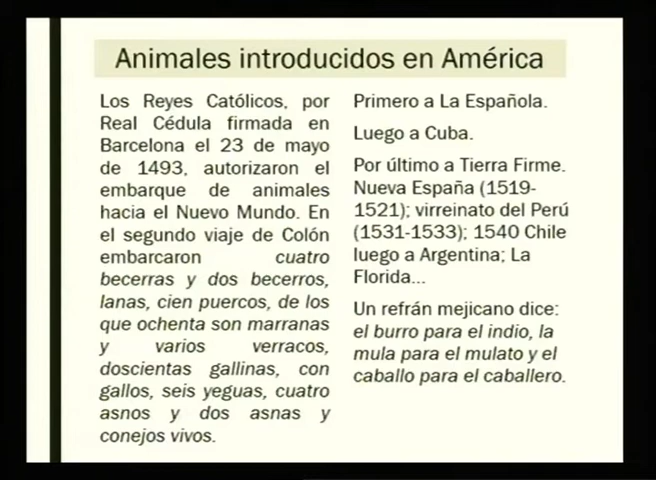 Animales introducidos en América
Los Reyes Católicos, por
Real Cédula firmada en
Barcelona el 23 de mayo
de 1493, autorizaron el
embarque de animales
hacia el Nuevo Mundo. En
el segundo viaje de Colón
embarcaron cuatro
becerras y dos becerros,
lanas, cien puercos, de los
que ochenta son marranas
y varios verracos,
doscientas gallinas, con
gallos, seis yeguas, cuatro
asnos y dos asnas y
conejos vivos.
Primero a La Española.
Luego a Cuba.
Por último a Tierra Firme.
Nueva España (1519-
1521); virreinato del Perú
(1531-1533); 1540 Chile
luego a Argentina; La
Florida...
Un refrán mejicano dice:
el burro para el indio, la
mula para el mulato y el
caballo para el caballero.